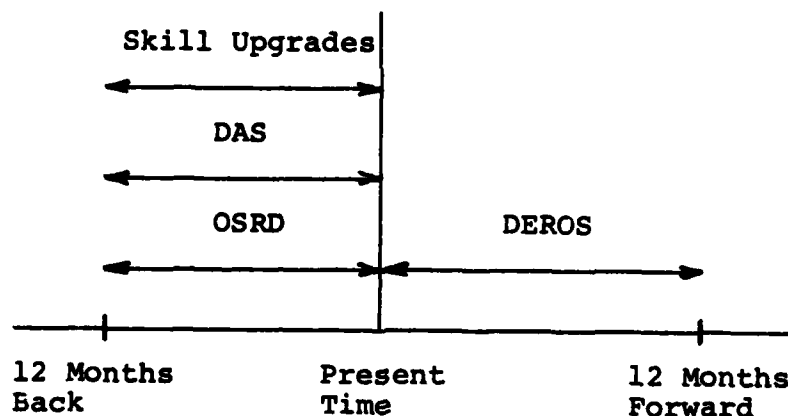 Skill Upgrades
DAS
OSRD
DEROS
12 Months
Back
Present
Time
12 Months
Forward